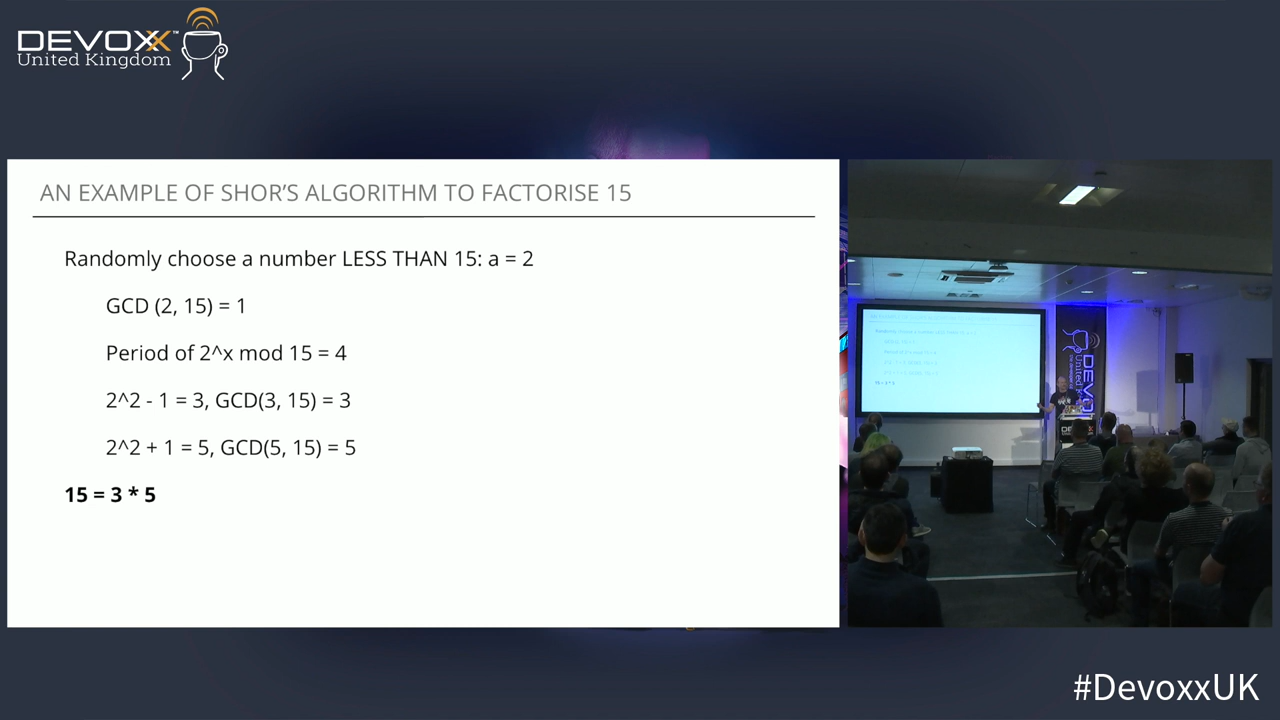 DEVOXX™
United Kingdom
AN EXAMPLE OF SHOR'S ALGORITHM TO FACTORISE 15
Randomly choose a number LESS THAN 15: a = 2
GCD (2, 15) = 1
Period of 2^x mod 15 = 4
2^2 - 1 = 3, GCD(3, 15) = 3
2^2 + 1 = 5, GCD(5, 15) = 5
15 = 3 * 5
#DevoxxUK